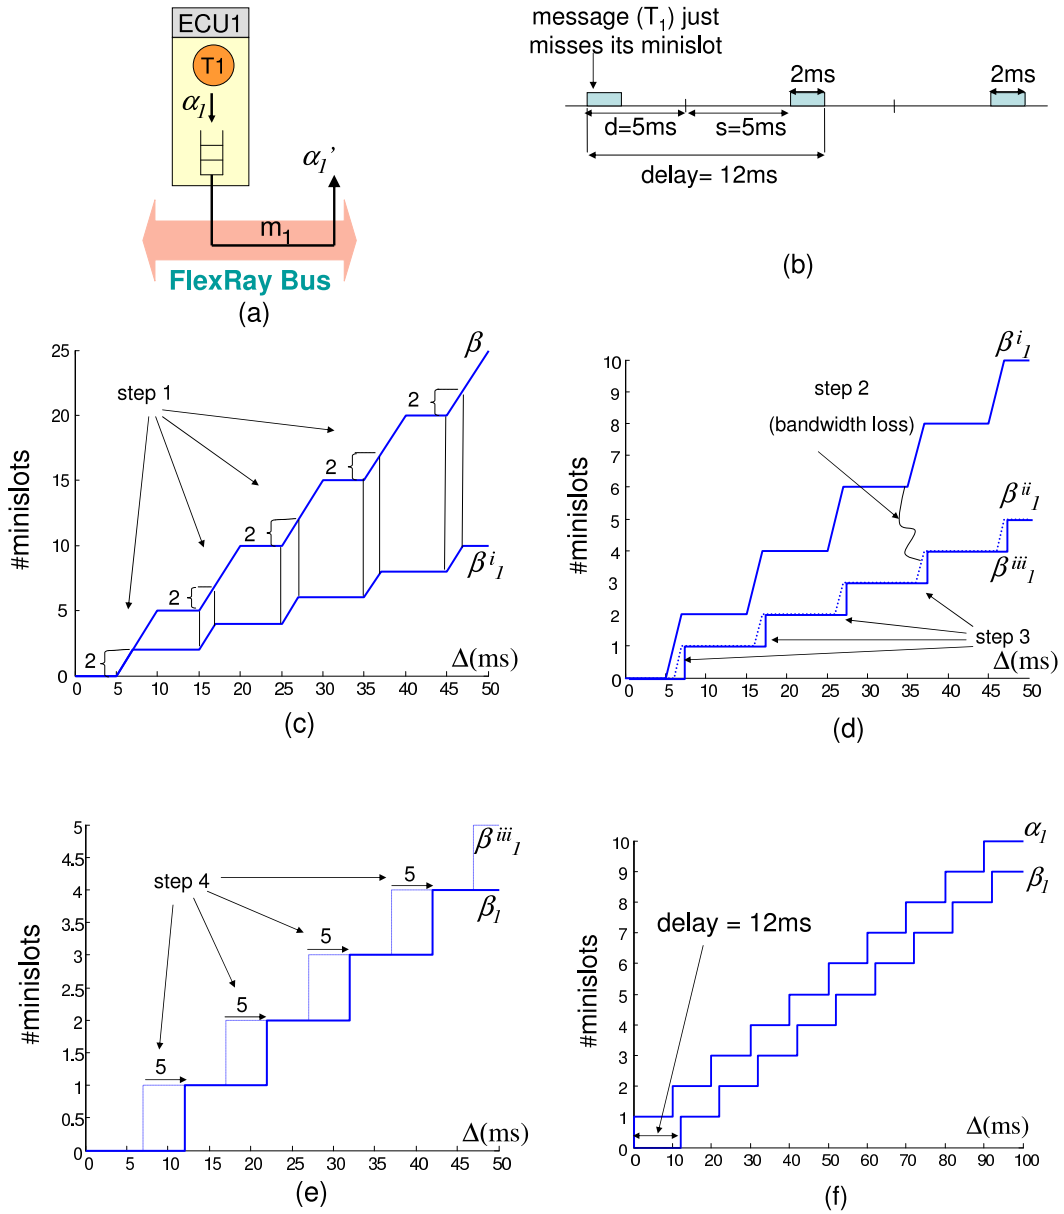 ECU1
T1
α1
α1'
m1
FlexRay Bus
(a)
message (T1) just
misses its minislot
2ms
2ms
d=5ms
s=5ms
delay= 12ms
(b)
25
20
15
10
5
0
#minislots
step 1
2
2
2
2
2
β
β^i_1
Δ(ms)
0 5 10 15 20 25 30 35 40 45 50
(c)
10
9
8
7
6
5
4
3
2
1
0
#minislots
step 2
(bandwidth loss)
β^i_1
β^ii_1
β^iii_1
step 3
Δ(ms)
0 5 10 15 20 25 30 35 40 45 50
(d)
5
4.5
4
3.5
3
2.5
2
1.5
1
0.5
0
#minislots
step 4
5
5
5
5
β^iii_1
β1
Δ(ms)
0 5 10 15 20 25 30 35 40 45 50
(e)
10
9
8
7
6
5
4
3
2
1
0
#minislots
delay = 12ms
α1
β1
Δ(ms)
0 10 20 30 40 50 60 70 80 90 100
(f)